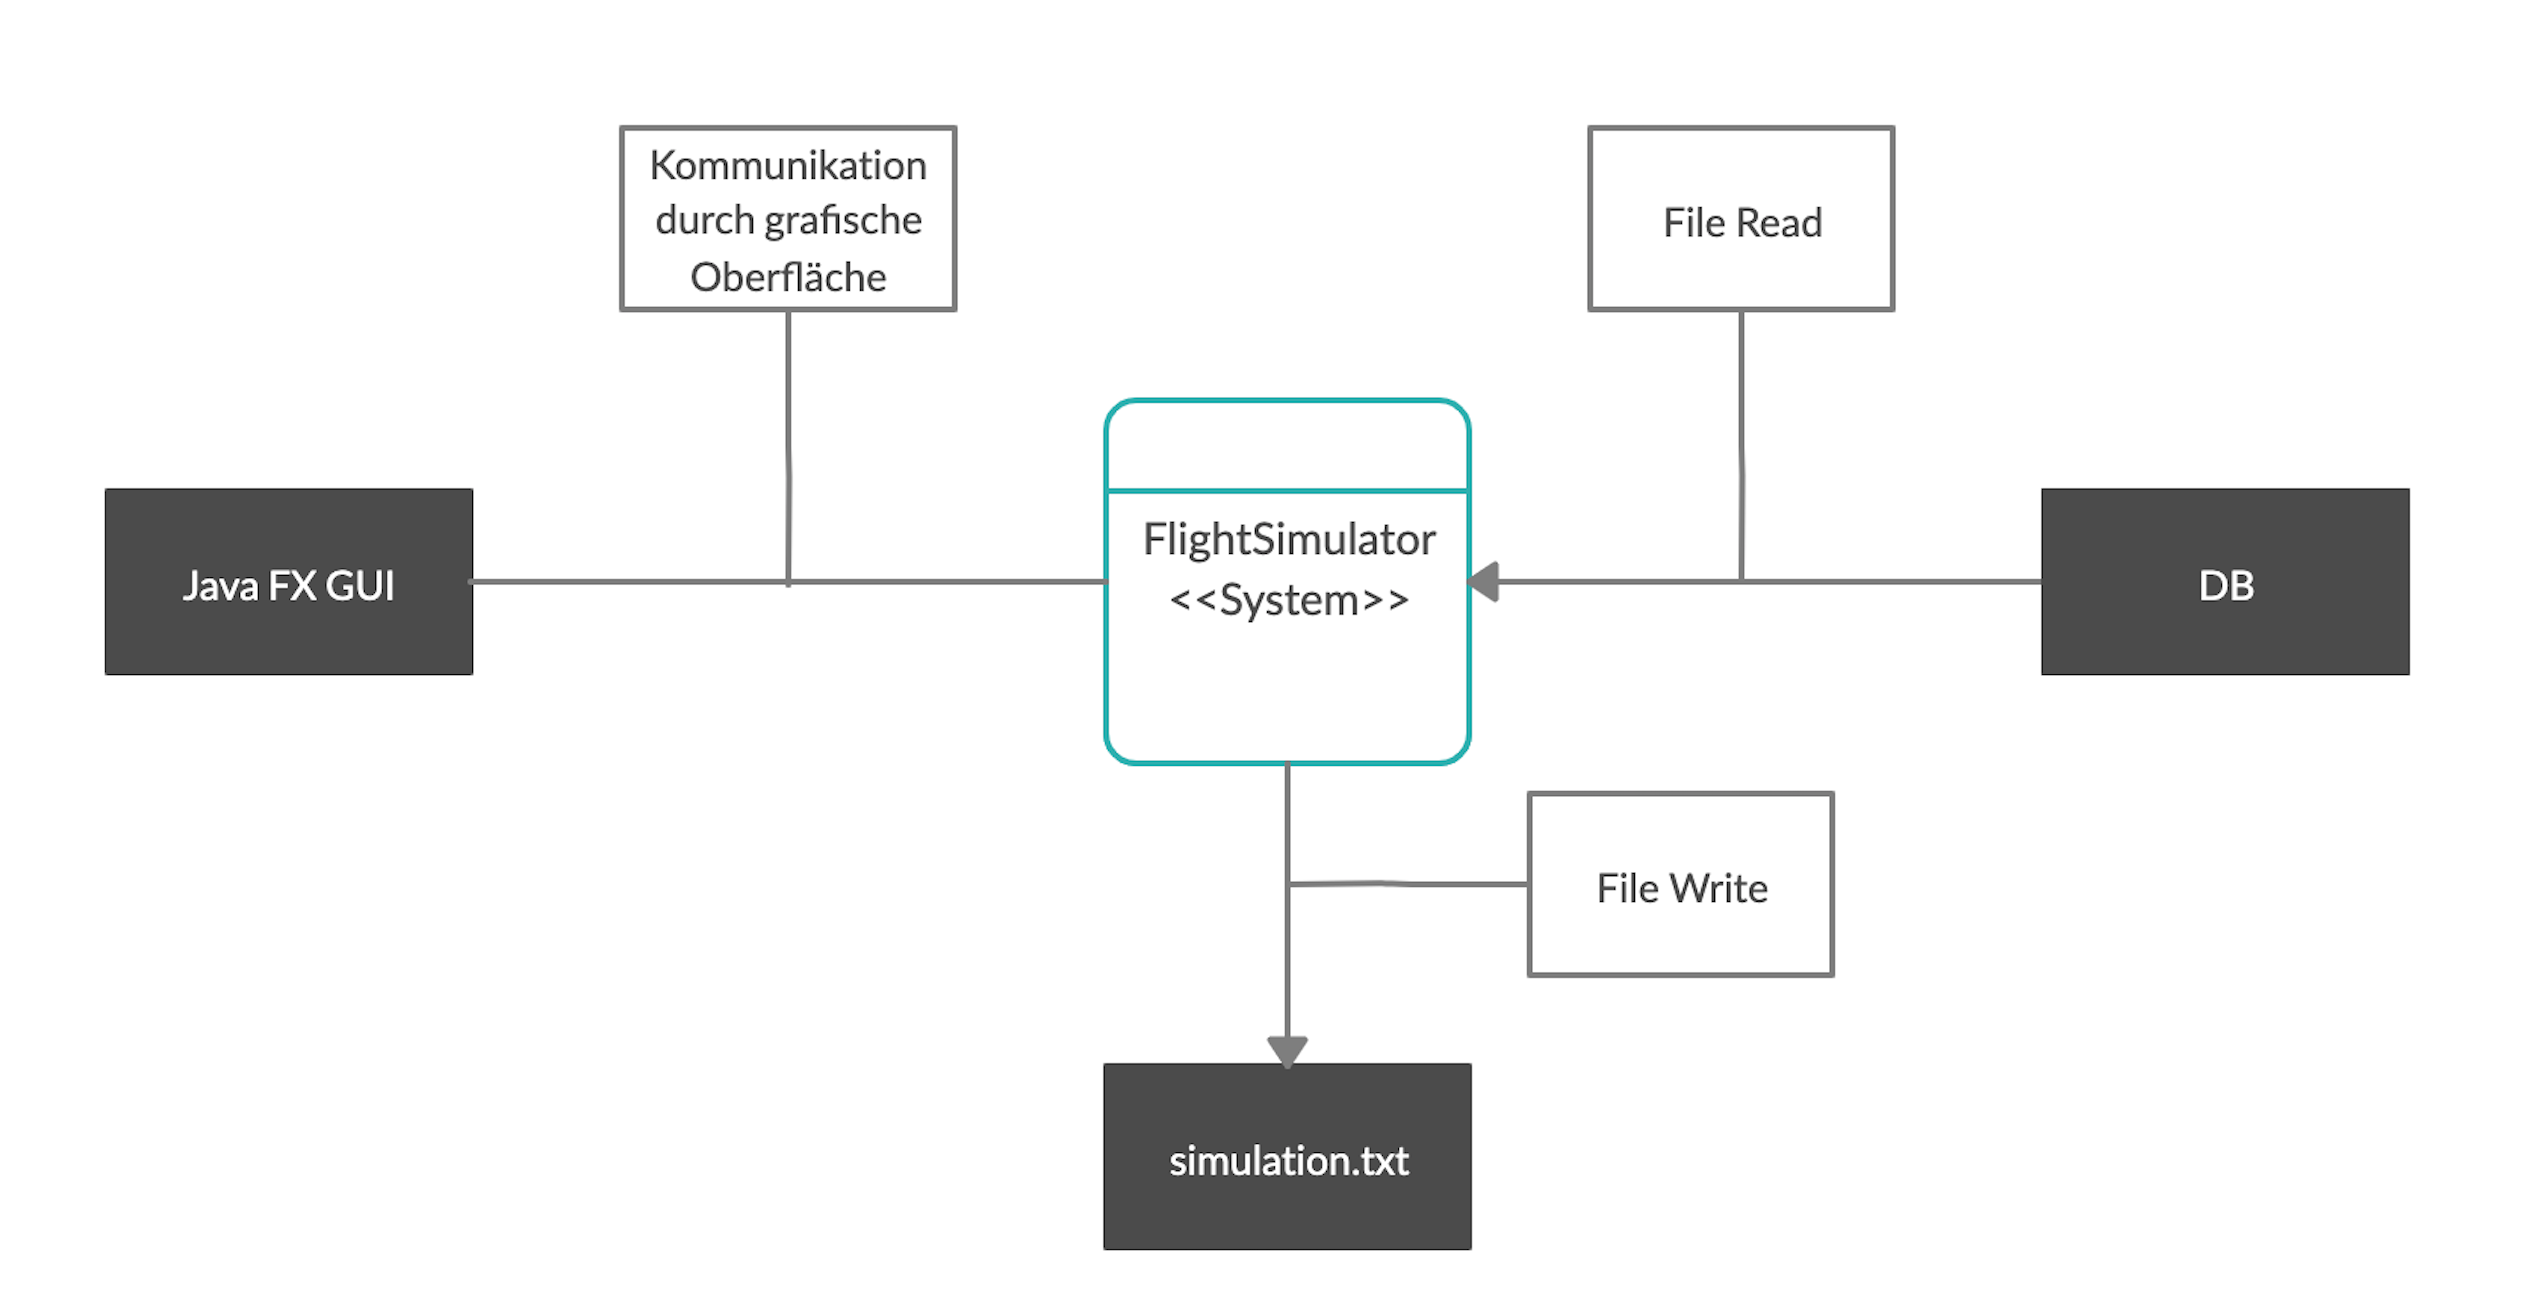 Kommunikation
durch grafische
Oberfläche
File Read
Java FX GUI
FlightSimulator
<<System>>
DB
File Write
simulation.txt